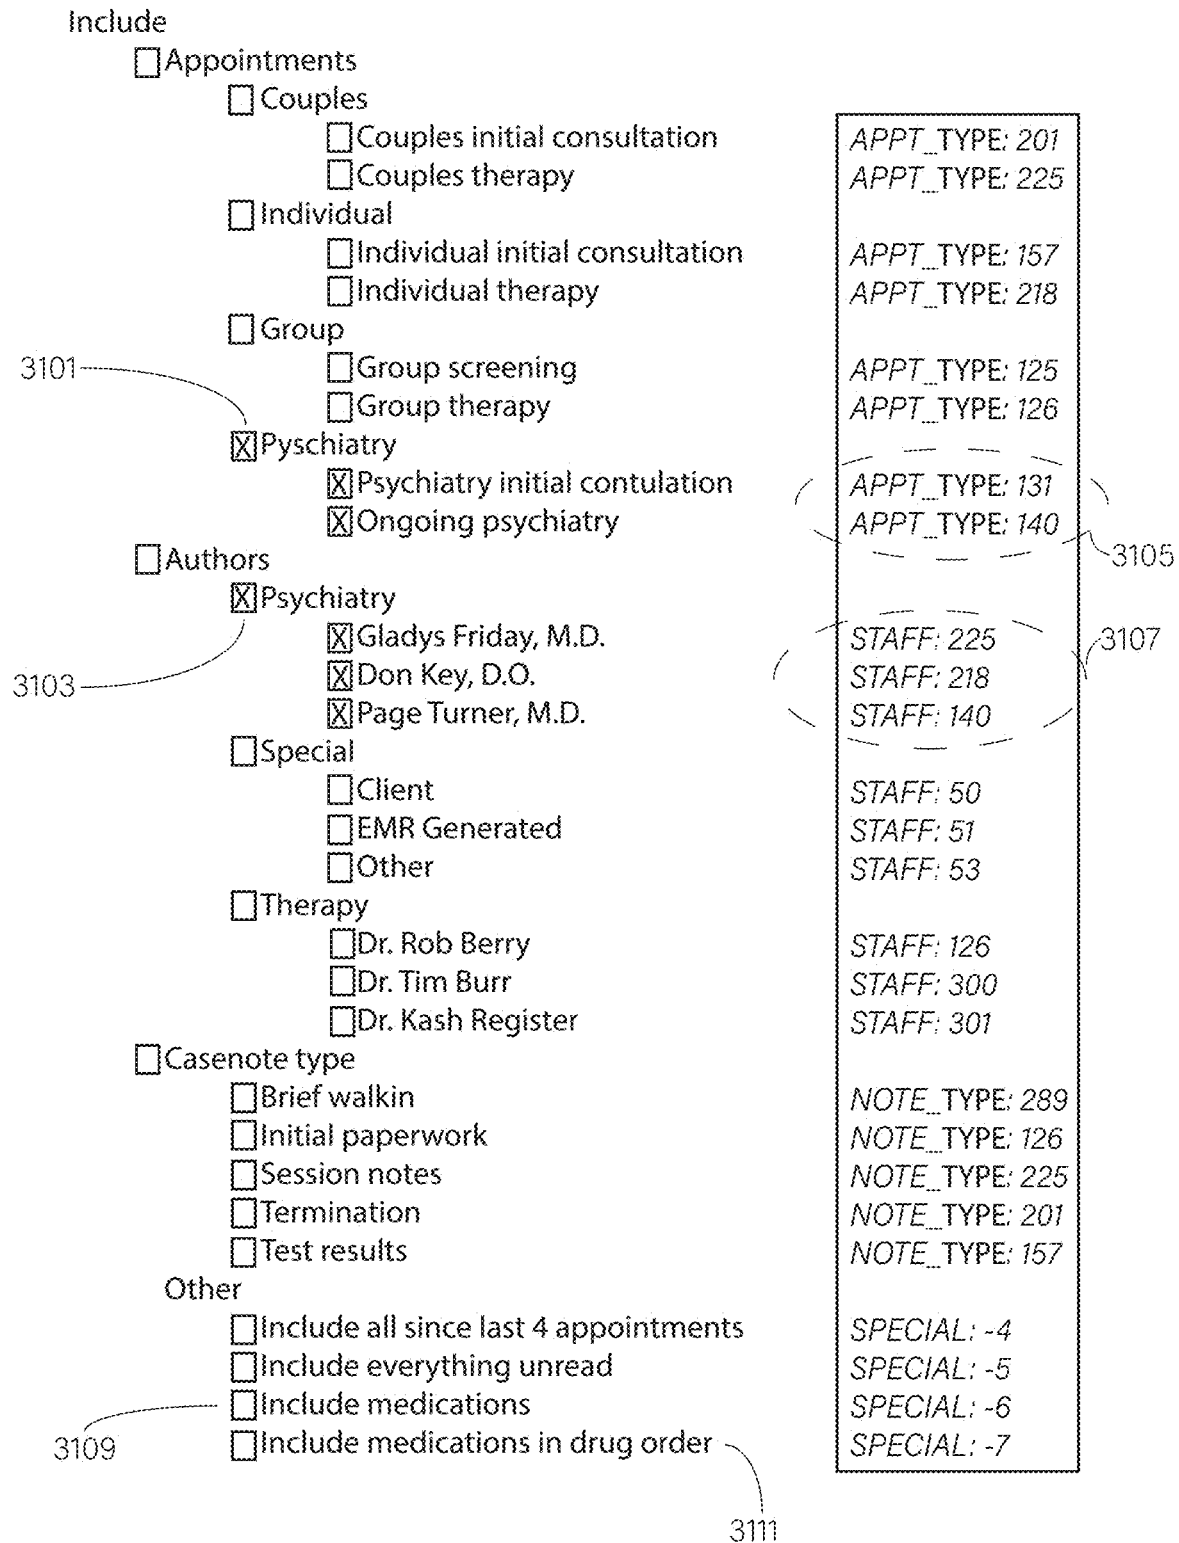 Include
Appointments
Couples
Couples initial consultation APPT_TYPE: 201
Couples therapy APPT_TYPE: 225
Individual
Individual initial consultation APPT_TYPE: 157
Individual therapy APPT_TYPE: 218
Group
3101 Group screening APPT_TYPE: 125
Group therapy APPT_TYPE: 126
X Pyschiatry
X Psychiatry initial contulation APPT_TYPE: 131
X Ongoing psychiatry APPT_TYPE: 140
Authors 3105
X Psychiatry
X Gladys Friday, M.D. STAFF: 225 3107
3103 X Don Key, D.O. STAFF: 218
X Page Turner, M.D. STAFF: 140
Special
Client STAFF: 50
EMR Generated STAFF: 51
Other STAFF: 53
Therapy
Dr. Rob Berry STAFF: 126
Dr. Tim Burr STAFF: 300
Dr. Kash Register STAFF: 301
Casenote type
Brief walkin NOTE_TYPE: 289
Initial paperwork NOTE_TYPE: 126
Session notes NOTE_TYPE: 225
Termination NOTE_TYPE: 201
Test results NOTE_TYPE: 157
Other
Include all since last 4 appointments SPECIAL: -4
Include everything unread SPECIAL: -5
Include medications SPECIAL: -6
3109 Include medications in drug order SPECIAL: -7
3111